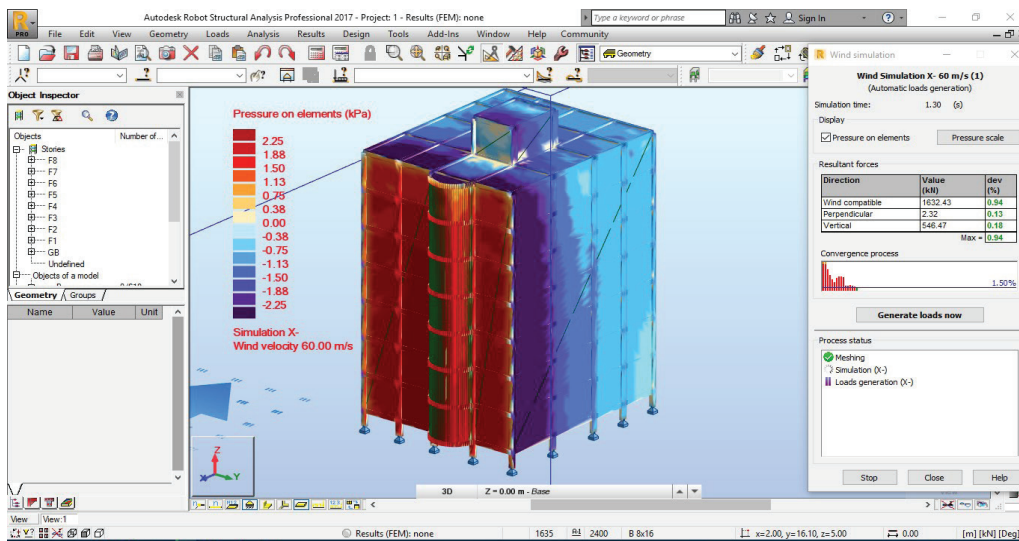 Autodesk Robot Structural Analysis Professional 2017 - Project: 1 - Results (FEM): none
Type a keyword or phrase
Sign In
PRO
File Edit View Geometry Loads Analysis Results Design Tools Add-Ins Window Help Community
Geometry
Object Inspector
Objects Number of...
Stories
F8
F7
F6
F5
F4
F3
F2
F1
GB
Undefined
Objects of a model
Geometry Groups
Name Value Unit
Pressure on elements (kPa)
2.25
1.88
1.50
1.13
0.75
0.38
0.00
-0.38
-0.75
-1.13
-1.50
-1.88
-2.25
Simulation X-
Wind velocity 60.00 m/s
Z
X Y
3D Z = 0.00 m - Base
Wind simulation
Wind Simulation X- 60 m/s (1)
(Automatic loads generation)
Simulation time: 1.30 (s)
Display
Pressure on elements
Pressure scale
Resultant forces
Direction Value (kN) dev (%)
Wind compatible 1632.43 0.94
Perpendicular 2.32 0.13
Vertical 546.47 0.18
Max = 0.94
Convergence process
1.50%
Generate loads now
Process status
Meshing
Simulation (X-)
Loads generation (X-)
Stop Close Help
View View:1
Results (FEM): none 1635 2400 B 8x16 x=2.00, y=16.10, z=5.00 0.00 [m] [kN] [Deg]